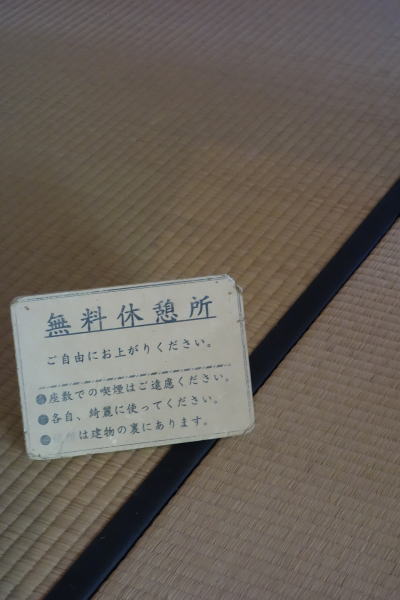 無料休憩所
ご自由にお上がりください。
座敷での喫煙はご遠慮ください。
各自、綺麗に使ってください。
は建物の裏にあります。